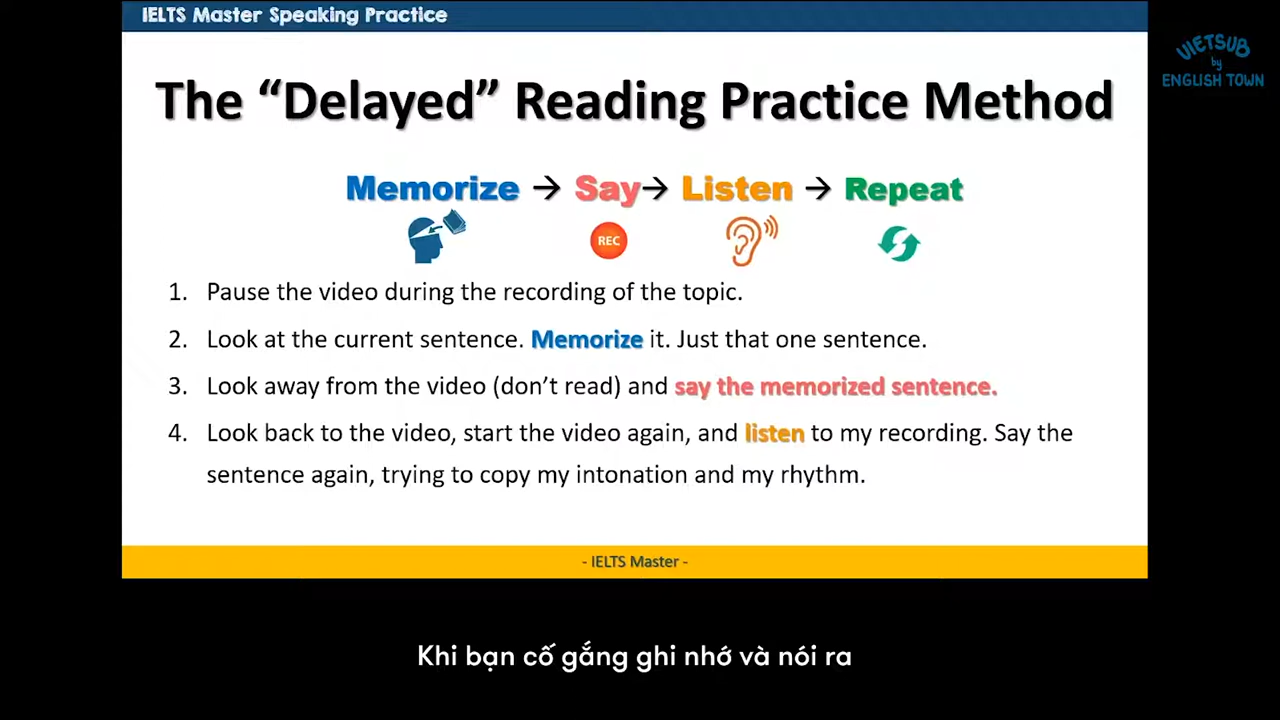 IELTS Master Speaking Practice
VIETSUB
by
ENGLISH TOWN
The “Delayed” Reading Practice Method
Memorize → Say→ Listen → Repeat
REC
1. Pause the video during the recording of the topic.
2. Look at the current sentence. Memorize it. Just that one sentence.
3. Look away from the video (don’t read) and say the memorized sentence.
4. Look back to the video, start the video again, and listen to my recording. Say the
sentence again, trying to copy my intonation and my rhythm.
- IELTS Master -
Khi bạn cố gắng ghi nhớ và nói ra